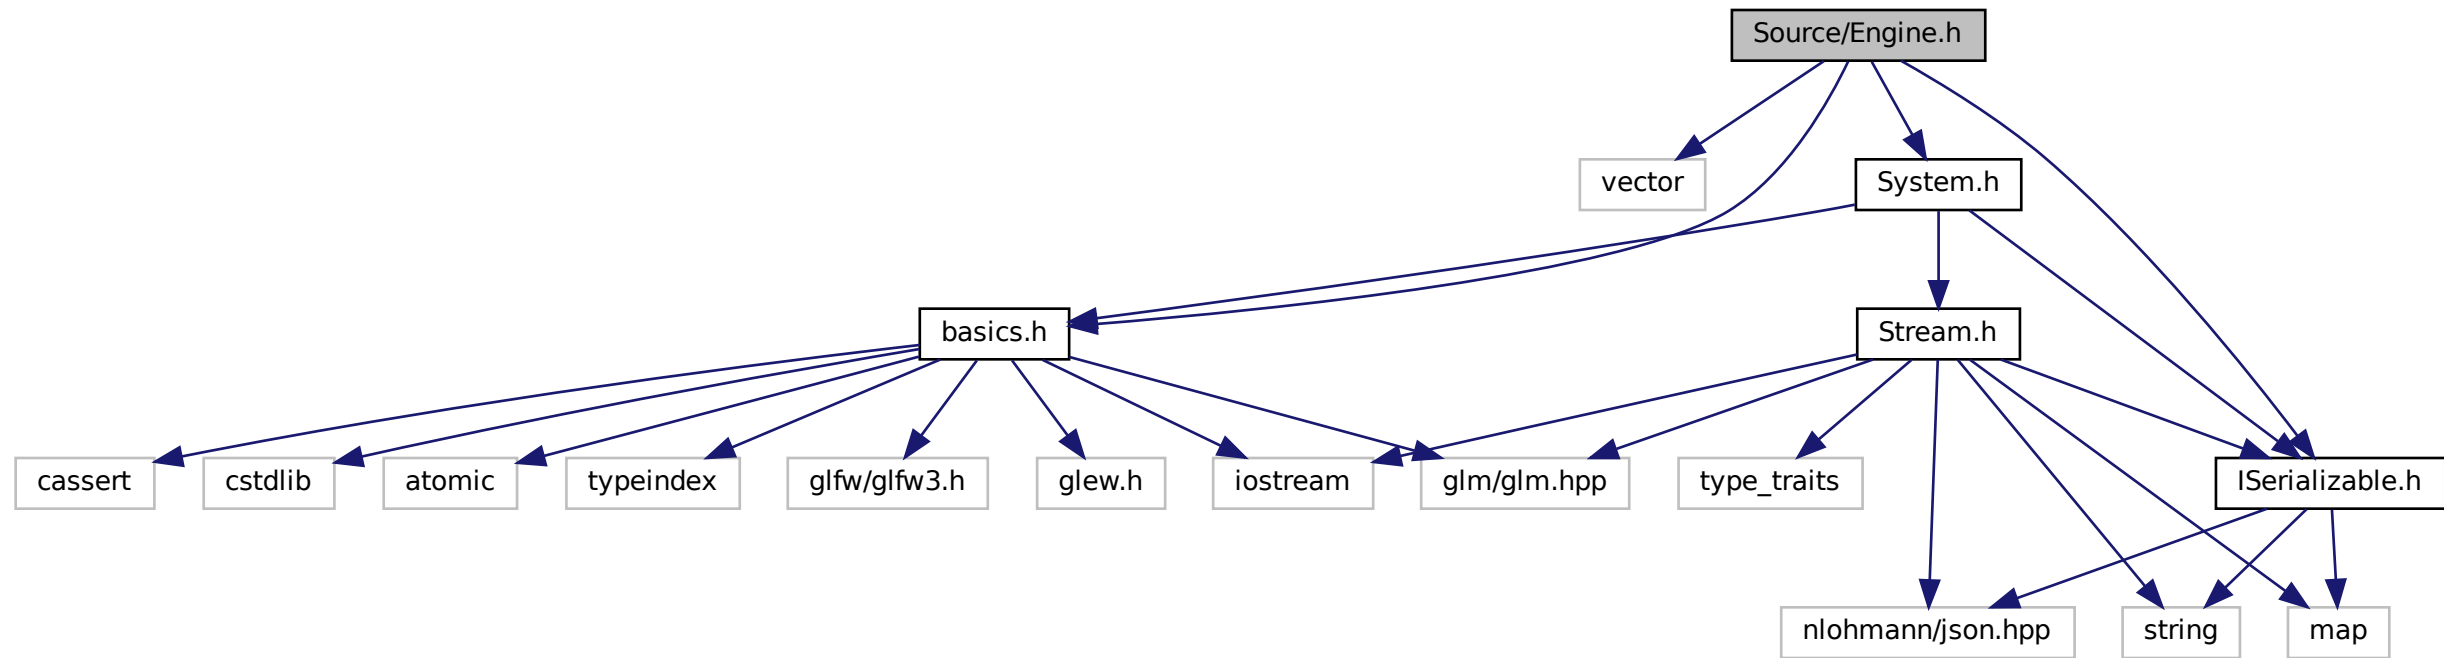 Source/Engine.h
vector
System.h
basics.h
Stream.h
cassert
cstdlib
atomic
typeindex
glfw/glfw3.h
glew.h
iostream
glm/glm.hpp
type_traits
ISerializable.h
nlohmann/json.hpp
string
map